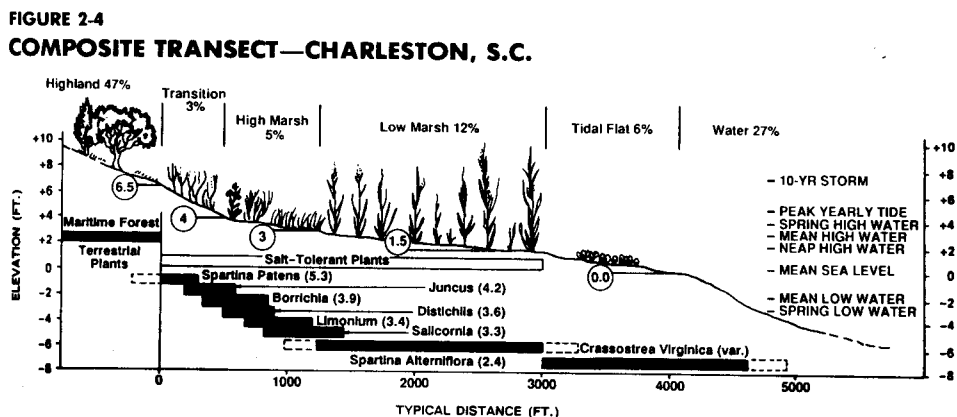 FIGURE 2-4
COMPOSITE TRANSECT—CHARLESTON, S.C.
Highland 47%
Transition
3%
High Marsh
5%
Low Marsh 12%
Tidal Flat 6%
Water 27%
+10
+8
+6
+4
+2
0
-2
-4
-6
-8
ELEVATION (FT.)
6.5
4
3
1.5
0.0
Maritime Forest
Terrestrial
Plants
Salt-Tolerant Plants
Spartina Patens (5.3)
Juncus (4.2)
Borrichia (3.9)
Distichlis (3.6)
Limonium (3.4)
Salicornia (3.3)
Spartina Alterniflora (2.4)
Crassostrea Virginica (var.)
10-YR STORM
PEAK YEARLY TIDE
SPRING HIGH WATER
MEAN HIGH WATER
NEAP HIGH WATER
MEAN SEA LEVEL
MEAN LOW WATER
SPRING LOW WATER
+10
+8
+6
+4
+2
0
-2
-4
-6
-8
0
1000
2000
3000
4000
5000
TYPICAL DISTANCE (FT.)